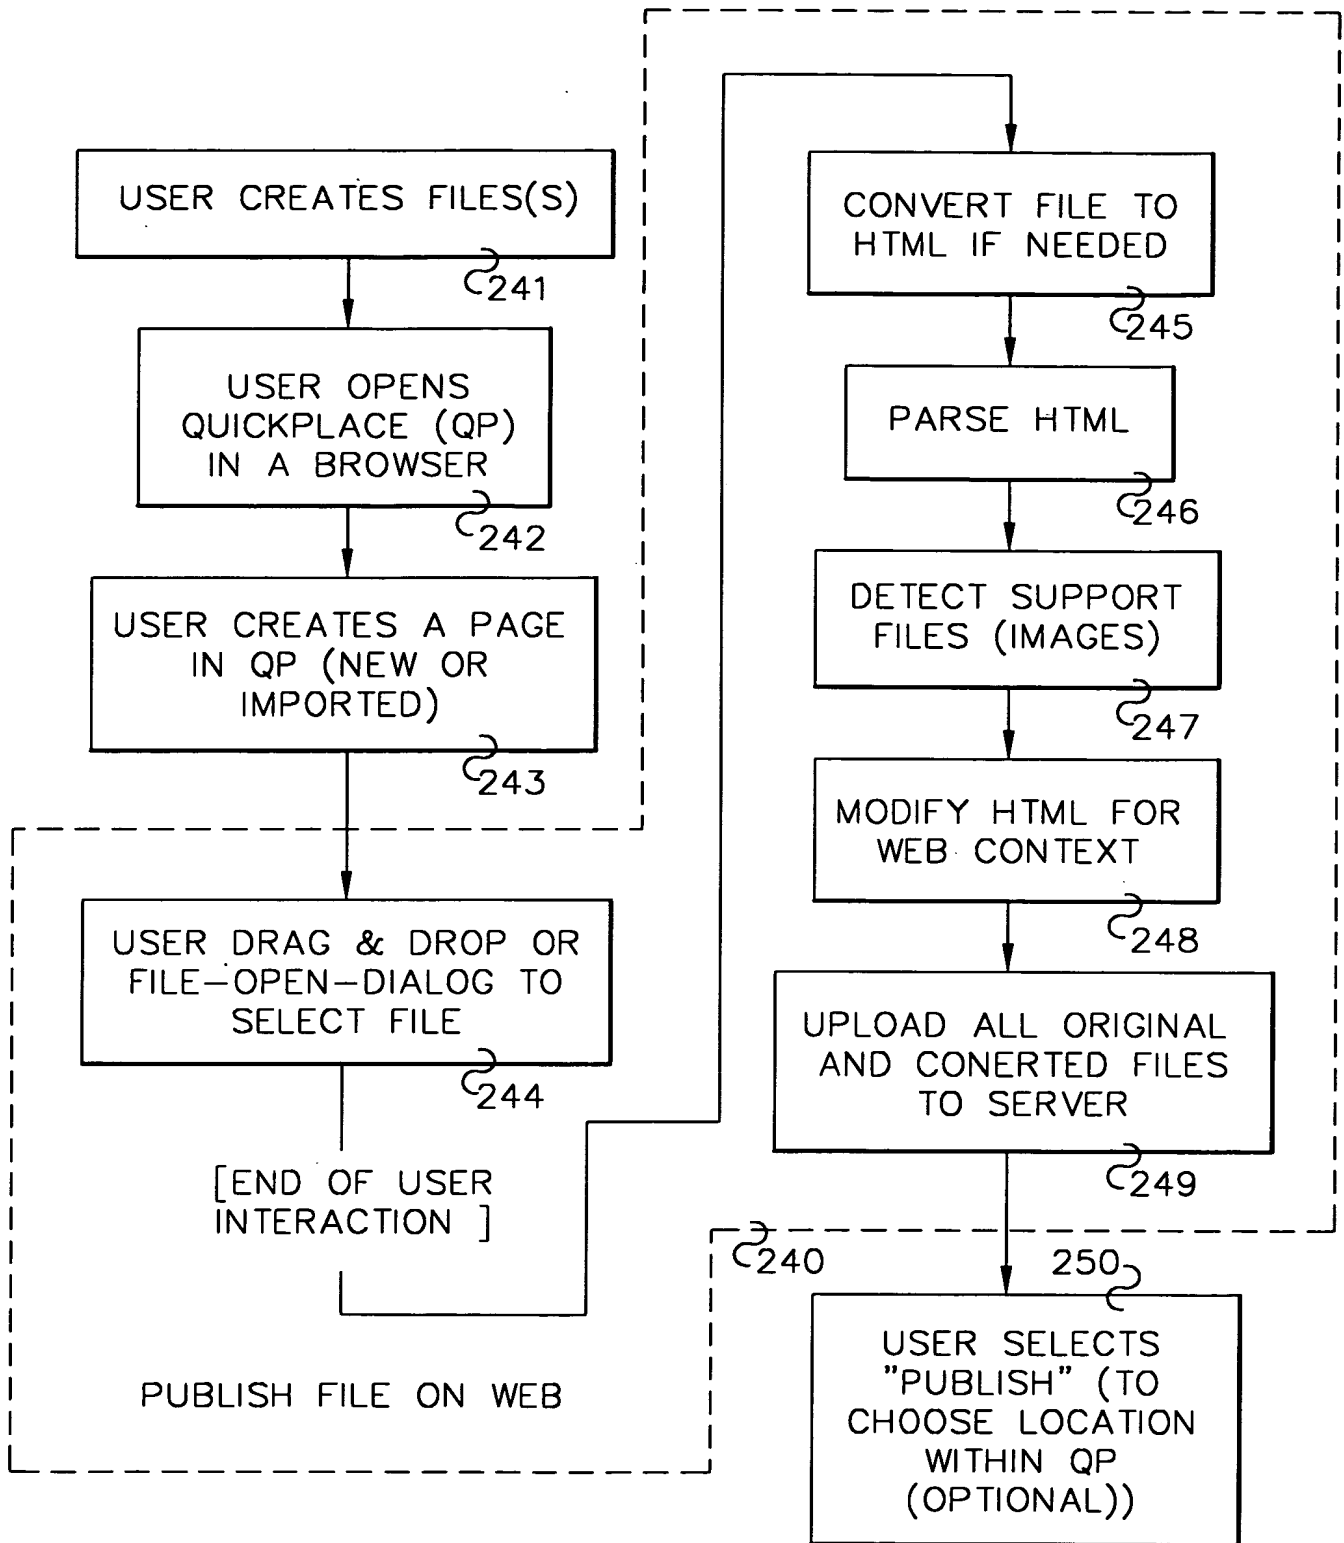 USER CREATES FILES(S)
241
USER OPENS
QUICKPLACE (QP)
IN A BROWSER
242
USER CREATES A PAGE
IN QP (NEW OR
IMPORTED)
243
USER DRAG & DROP OR
FILE-OPEN-DIALOG TO
SELECT FILE
244
[END OF USER
INTERACTION ]
PUBLISH FILE ON WEB
CONVERT FILE TO
HTML IF NEEDED
245
PARSE HTML
246
DETECT SUPPORT
FILES (IMAGES)
247
MODIFY HTML FOR
WEB CONTEXT
248
UPLOAD ALL ORIGINAL
AND CONERTED FILES
TO SERVER
249
240
250
USER SELECTS
"PUBLISH" (TO
CHOOSE LOCATION
WITHIN QP
(OPTIONAL))